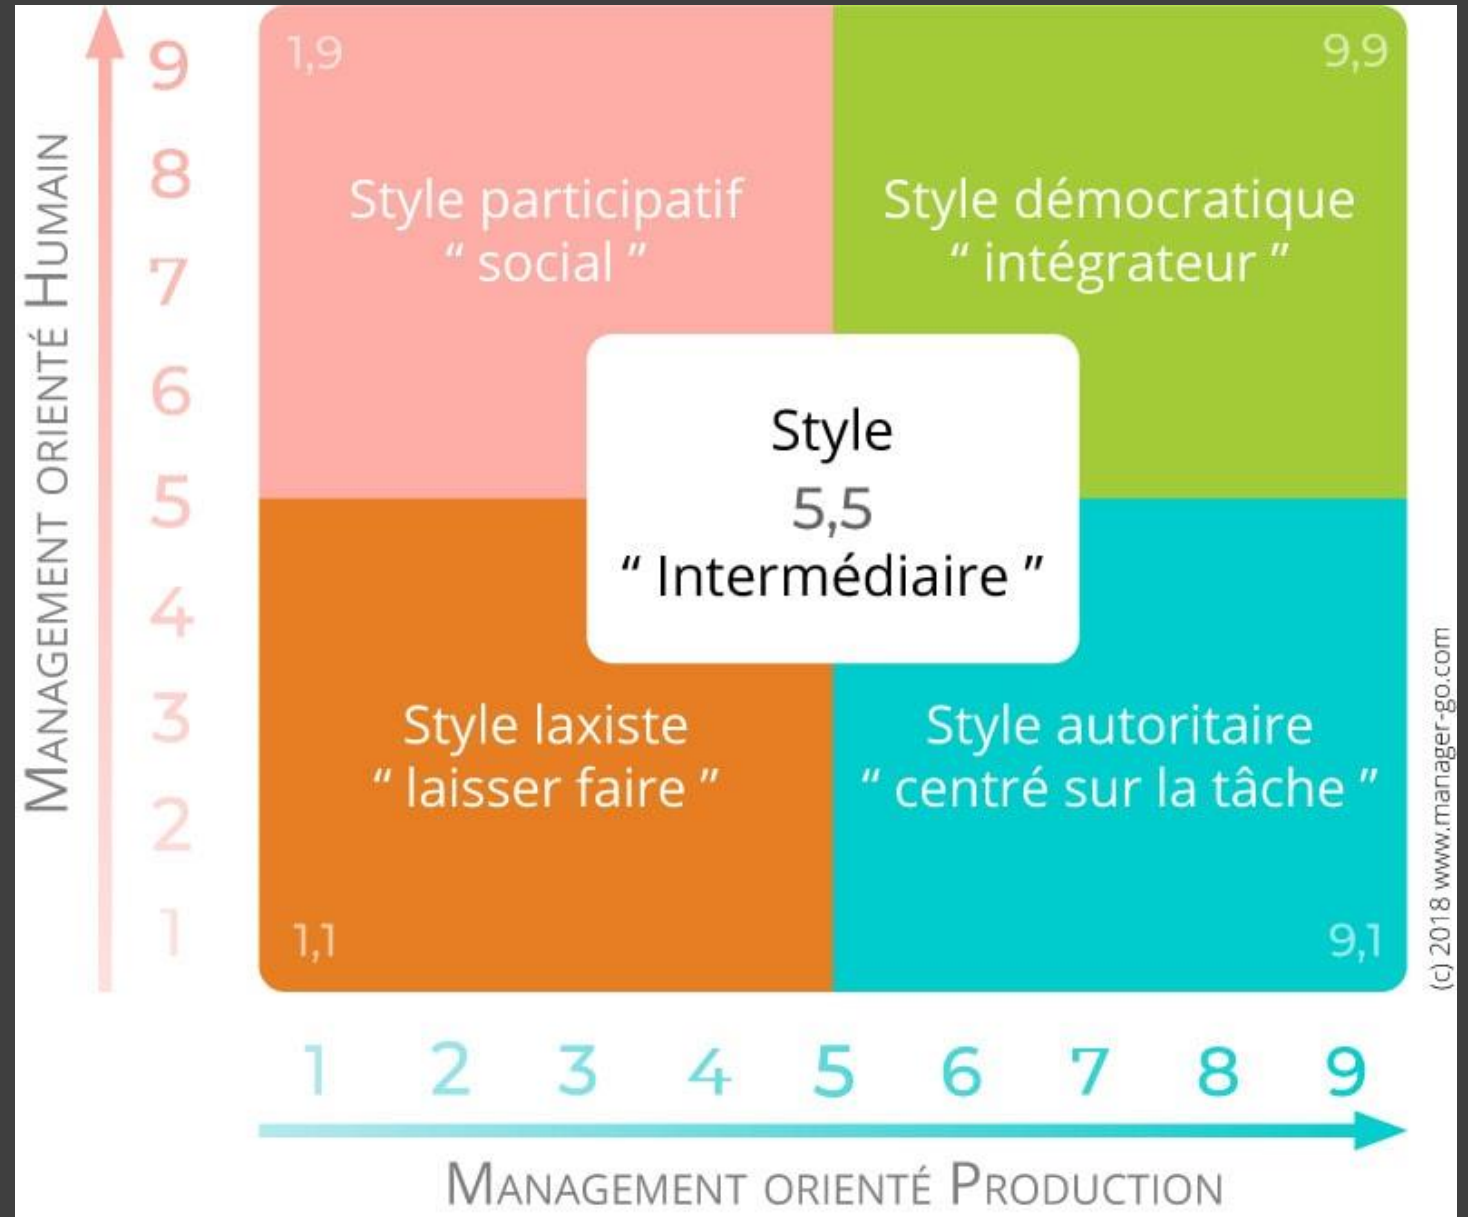 MANAGEMENT ORIENTÉ HUMAIN
9
8
7
6
5
4
3
2
1
1,9
Style participatif
“ social ”
9,9
Style démocratique
“ intégrateur ”
Style
5,5
“ Intermédiaire ”
Style laxiste
“ laisser faire ”
1,1
Style autoritaire
“ centré sur la tâche ”
9,1
1 2 3 4 5 6 7 8 9
MANAGEMENT ORIENTÉ PRODUCTION
(c) 2018 www.manager-go.com